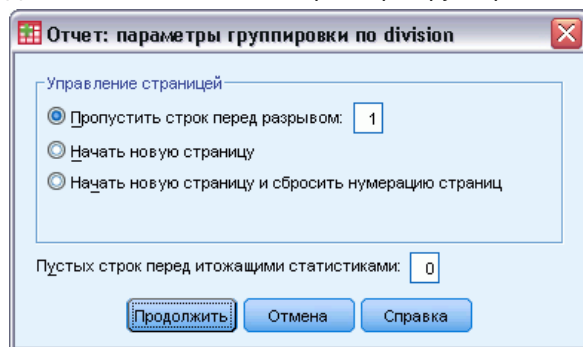 Отчет: параметры группировки по division
Управление страницей
Пропустить строк перед разрывом: 1
Начать новую страницу
Начать новую страницу и сбросить нумерацию страниц
Пустых строк перед итожащими статистиками: 0
Продолжить Отмена Справка